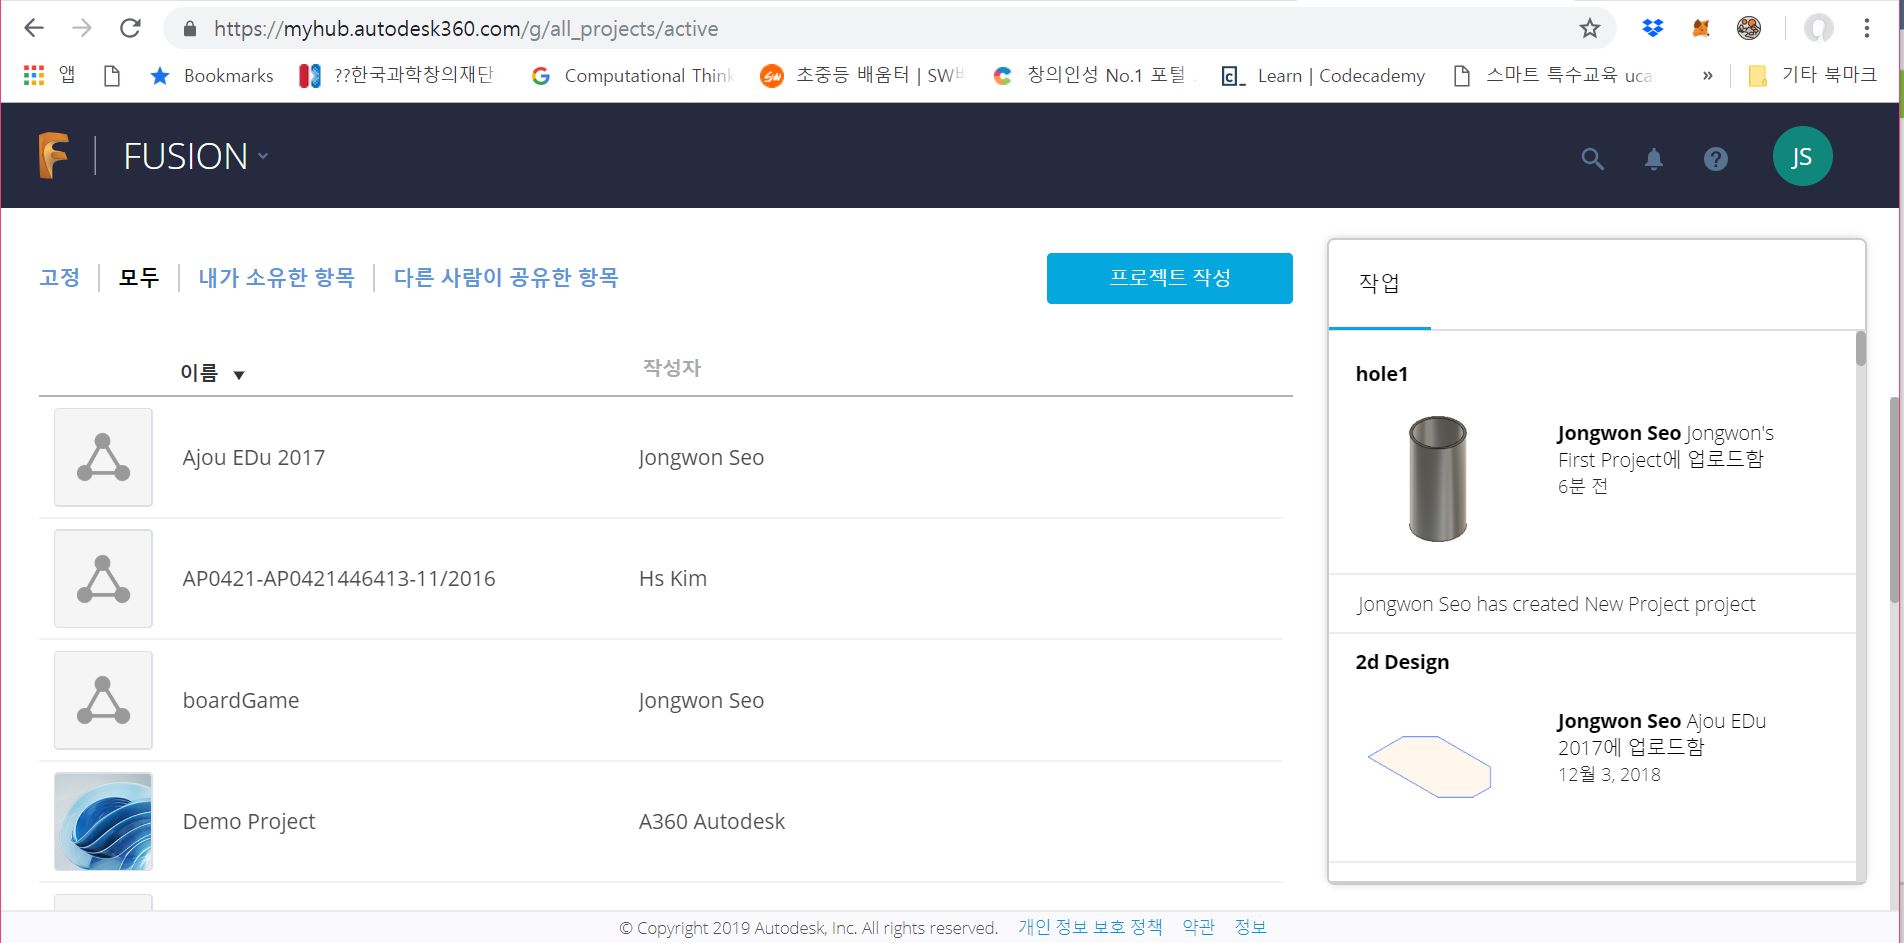 https://myhub.autodesk360.com/g/all_projects/active
앱 Bookmarks ??한국과학창의재단 Computational Think 초중등 배움터 | SW 창의인성 No.1 포털 Learn | Codecademy 스마트 특수교육 uca » 기타 북마크
FUSION JS
고정 모두 내가 소유한 항목 다른 사람이 공유한 항목 프로젝트 작성
이름 ▼ 작성자
Ajou EDu 2017 Jongwon Seo
AP0421-AP0421446413-11/2016 Hs Kim
boardGame Jongwon Seo
Demo Project A360 Autodesk
작업
hole1
Jongwon Seo Jongwon's
First Project에 업로드함
6분 전
Jongwon Seo has created New Project project
2d Design
Jongwon Seo Ajou EDu
2017에 업로드함
12월 3, 2018
© Copyright 2019 Autodesk, Inc. All rights reserved. 개인 정보 보호 정책 약관 정보